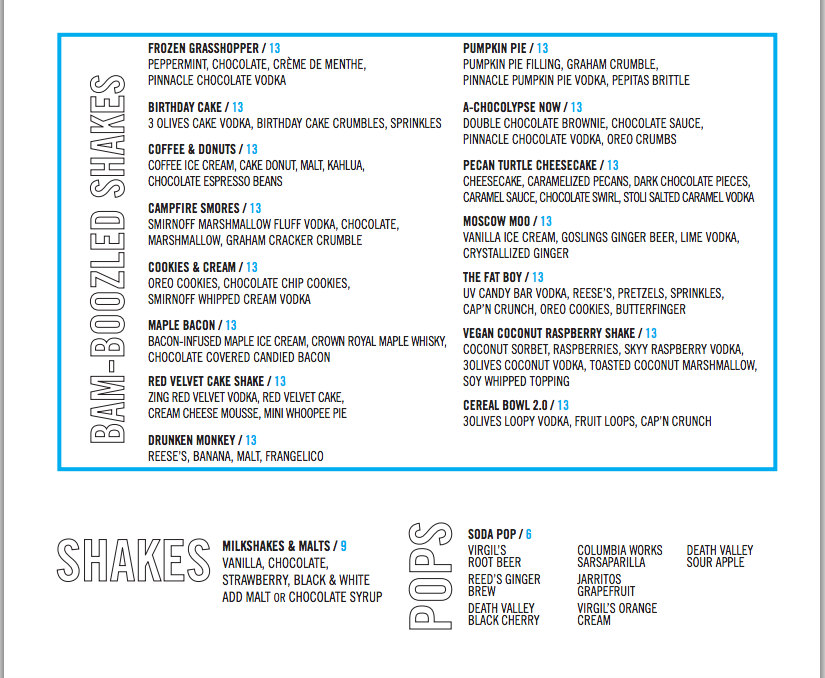 BAM-BOOZLED SHAKES
FROZEN GRASSHOPPER / 13
PEPPERMINT, CHOCOLATE, CRÈME DE MENTHE,
PINNACLE CHOCOLATE VODKA
BIRTHDAY CAKE / 13
3 OLIVES CAKE VODKA, BIRTHDAY CAKE CRUMBLES, SPRINKLES
COFFEE & DONUTS / 13
COFFEE ICE CREAM, CAKE DONUT, MALT, KAHLUA,
CHOCOLATE ESPRESSO BEANS
CAMPFIRE SMORES / 13
SMIRNOFF MARSHMALLOW FLUFF VODKA, CHOCOLATE,
MARSHMALLOW, GRAHAM CRACKER CRUMBLE
COOKIES & CREAM / 13
OREO COOKIES, CHOCOLATE CHIP COOKIES,
SMIRNOFF WHIPPED CREAM VODKA
MAPLE BACON / 13
BACON-INFUSED MAPLE ICE CREAM, CROWN ROYAL MAPLE WHISKY,
CHOCOLATE COVERED CANDIED BACON
RED VELVET CAKE SHAKE / 13
ZING RED VELVET VODKA, RED VELVET CAKE,
CREAM CHEESE MOUSSE, MINI WHOOPEE PIE
DRUNKEN MONKEY / 13
REESE'S, BANANA, MALT, FRANGELICO
PUMPKIN PIE / 13
PUMPKIN PIE FILLING, GRAHAM CRUMBLE,
PINNACLE PUMPKIN PIE VODKA, PEPITAS BRITTLE
A-CHOCOLYPSE NOW / 13
DOUBLE CHOCOLATE BROWNIE, CHOCOLATE SAUCE,
PINNACLE CHOCOLATE VODKA, OREO CRUMBS
PECAN TURTLE CHEESECAKE / 13
CHEESECAKE, CARAMELIZED PECANS, DARK CHOCOLATE PIECES,
CARAMEL SAUCE, CHOCOLATE SWIRL, STOLI SALTED CARAMEL VODKA
MOSCOW MOO / 13
VANILLA ICE CREAM, GOSLINGS GINGER BEER, LIME VODKA,
CRYSTALLIZED GINGER
THE FAT BOY / 13
UV CANDY BAR VODKA, REESE'S, PRETZELS, SPRINKLES,
CAP'N CRUNCH, OREO COOKIES, BUTTERFINGER
VEGAN COCONUT RASPBERRY SHAKE / 13
COCONUT SORBET, RASPBERRIES, SKYY RASPBERRY VODKA,
3OLIVES COCONUT VODKA, TOASTED COCONUT MARSHMALLOW,
SOY WHIPPED TOPPING
CEREAL BOWL 2.0 / 13
3OLIVES LOOPY VODKA, FRUIT LOOPS, CAP'N CRUNCH
SHAKES
MILKSHAKES & MALTS / 9
VANILLA, CHOCOLATE,
STRAWBERRY, BLACK & WHITE
ADD MALT OR CHOCOLATE SYRUP
POPS
SODA POP / 6
VIRGIL'S
ROOT BEER
REED'S GINGER
BREW
DEATH VALLEY
BLACK CHERRY
COLUMBIA WORKS
SARSAPARILLA
JARRITOS
GRAPEFRUIT
VIRGIL'S ORANGE
CREAM
DEATH VALLEY
SOUR APPLE